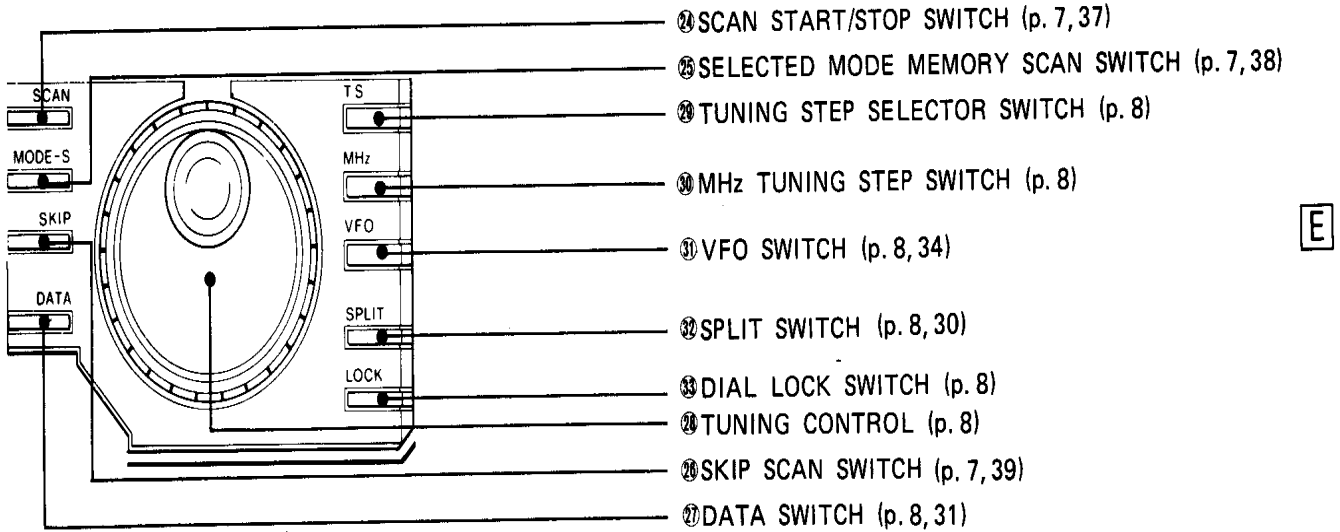 ㉔SCAN START/STOP SWITCH (p. 7, 37)
㉕SELECTED MODE MEMORY SCAN SWITCH (p. 7, 38)
㉙TUNING STEP SELECTOR SWITCH (p. 8)
㉚MHz TUNING STEP SWITCH (p. 8)
㉛VFO SWITCH (p. 8, 34)
㉜SPLIT SWITCH (p. 8, 30)
㉝DIAL LOCK SWITCH (p. 8)
㉘TUNING CONTROL (p. 8)
㉖SKIP SCAN SWITCH (p. 7, 39)
㉗DATA SWITCH (p. 8, 31)
SCAN
MODE-S
SKIP
DATA
TS
MHz
VFO
SPLIT
LOCK
E